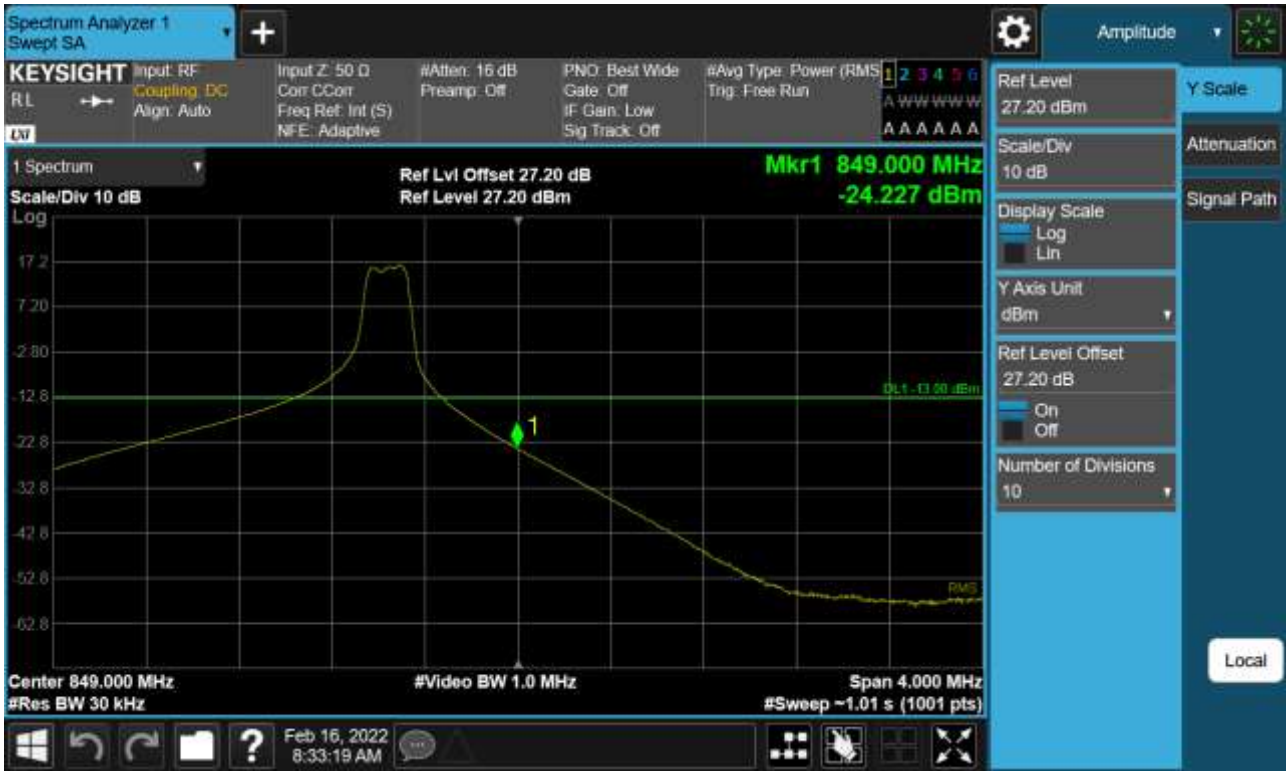 Spectrum Analyzer 1
Swept SA
+
Amplitude
KEYSIGHT
RL
LXI
Input: RF
Coupling: DC
Align: Auto
Input Z: 50 Ω
Corr CCorr
Freq Ref: Int (S)
NFE: Adaptive
#Atten: 16 dB
Preamp: Off
PNO: Best Wide
Gate: Off
IF Gain: Low
Sig Track: Off
#Avg Type: Power (RMS
Trig: Free Run
1 2 3 4 5 6
A W W W W W
A A A A A A
1 Spectrum
Scale/Div 10 dB
Ref Lvl Offset 27.20 dB
Ref Level 27.20 dBm
Mkr1 849.000 MHz
-24.227 dBm
Log
17.2
7.20
-2.80
-12.8
-22.8
-32.8
-42.8
-52.8
-62.8
DL1 -13.00 dBm
1
RMS
Center 849.000 MHz
#Res BW 30 kHz
#Video BW 1.0 MHz
Span 4.000 MHz
#Sweep ~1.01 s (1001 pts)
Ref Level
27.20 dBm
Scale/Div
10 dB
Display Scale
Log
Lin
Y Axis Unit
dBm
Ref Level Offset
27.20 dB
On
Off
Number of Divisions
10
Y Scale
Attenuation
Signal Path
Local
?
Feb 16, 2022
8:33:19 AM